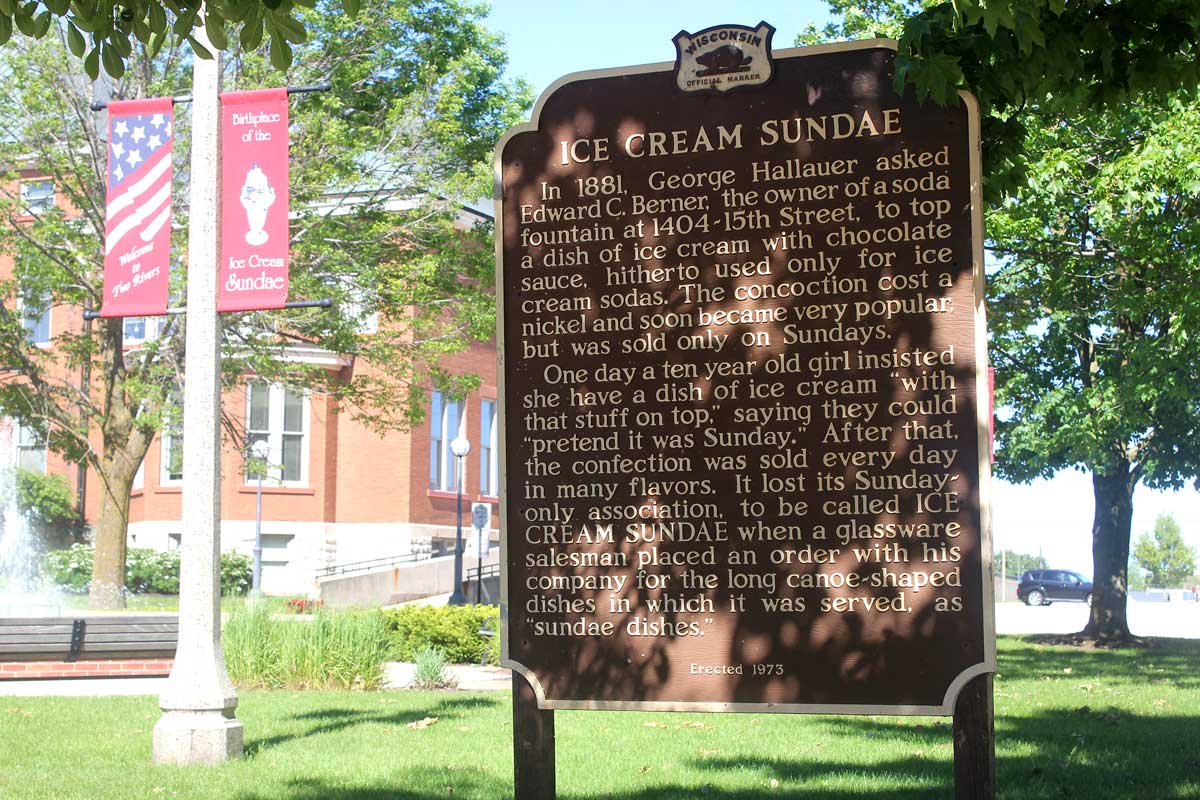 Welcome
to
Two Rivers
Birthplace
of the
Ice Cream
Sundae
WISCONSIN
OFFICIAL MARKER
ICE CREAM SUNDAE
In 1881, George Hallauer asked
Edward C. Berner, the owner of a soda
fountain at 1404-15th Street, to top
a dish of ice cream with chocolate
sauce, hitherto used only for ice
cream sodas. The concoction cost a
nickel and soon became very popular,
but was sold only on Sundays.
One day a ten year old girl insisted
she have a dish of ice cream "with
that stuff on top," saying they could
"pretend it was Sunday." After that,
the confection was sold every day
in many flavors. It lost its Sunday-
only association, to be called ICE
CREAM SUNDAE when a glassware
salesman placed an order with his
company for the long canoe-shaped
dishes in which it was served, as
"sundae dishes."
Erected 1973